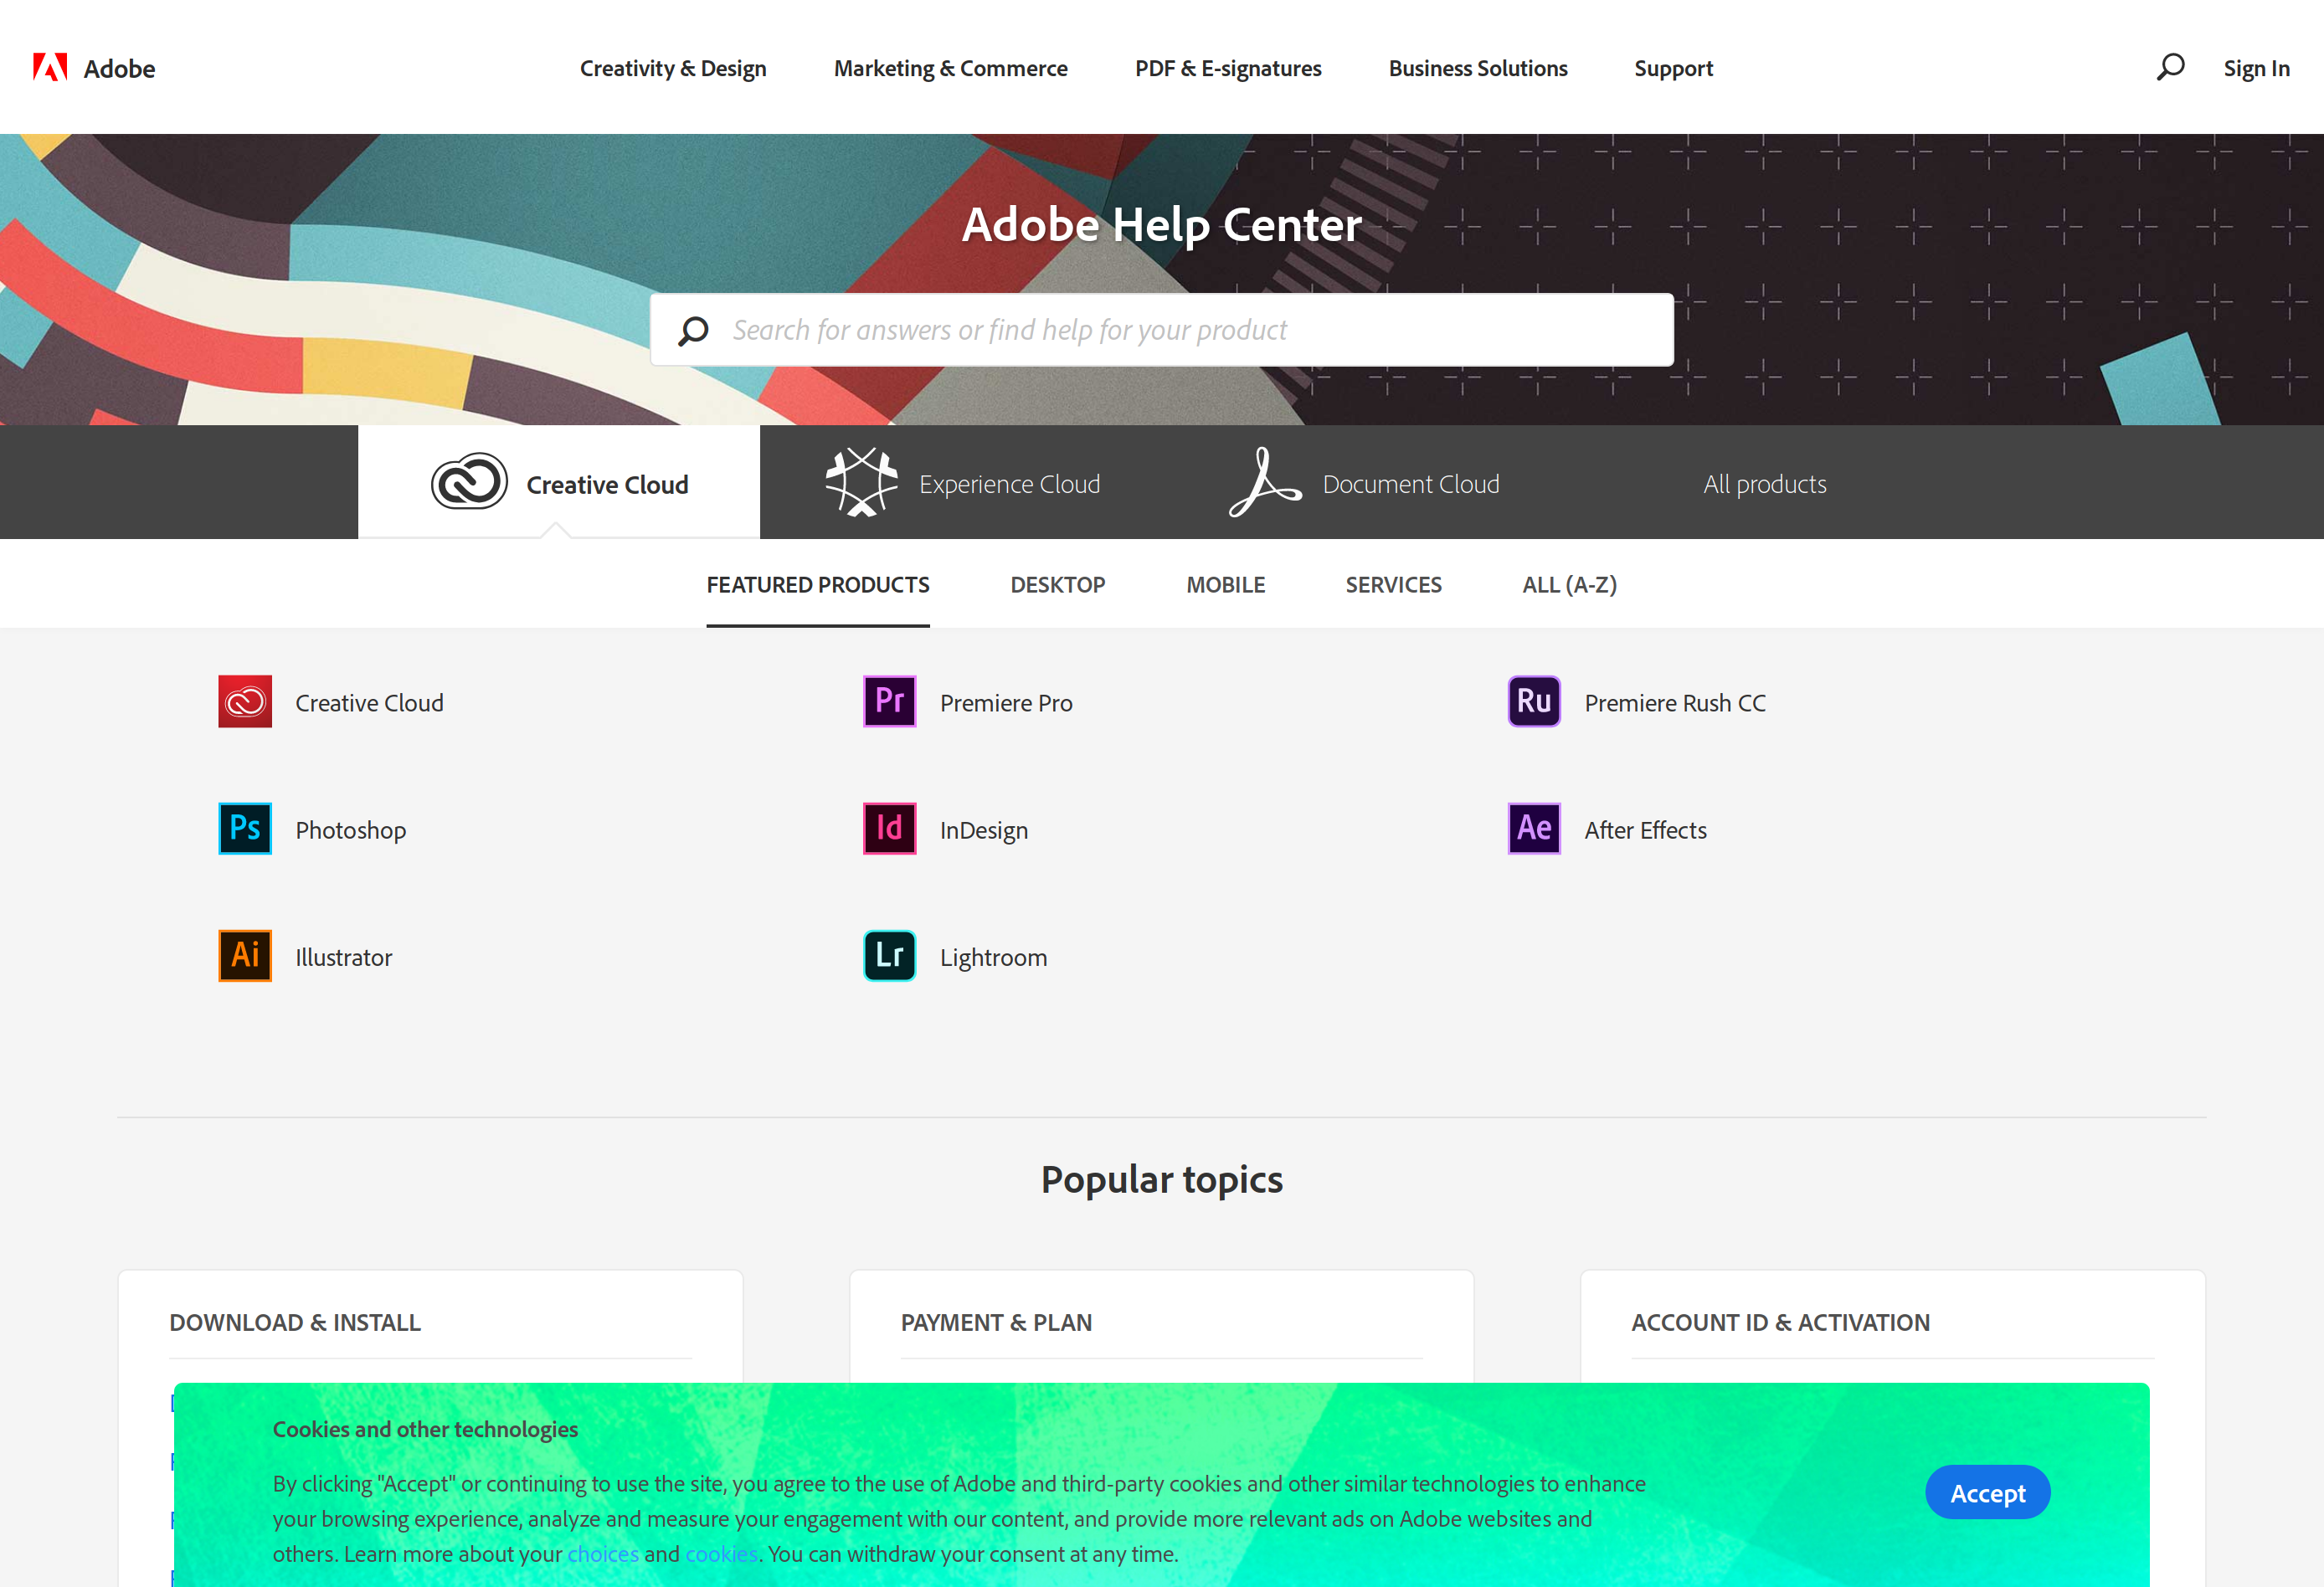 Adobe
Creativity & Design
Marketing & Commerce
PDF & E-signatures
Business Solutions
Support
Sign In
Adobe Help Center
Search for answers or find help for your product
Creative Cloud
Experience Cloud
Document Cloud
All products
FEATURED PRODUCTS
DESKTOP
MOBILE
SERVICES
ALL (A-Z)
Creative Cloud
Pr
Premiere Pro
Ru
Premiere Rush CC
Ps
Photoshop
Id
InDesign
Ae
After Effects
Ai
Illustrator
Lr
Lightroom
Popular topics
DOWNLOAD & INSTALL
PAYMENT & PLAN
ACCOUNT ID & ACTIVATION
Cookies and other technologies
By clicking "Accept" or continuing to use the site, you agree to the use of Adobe and third-party cookies and other similar technologies to enhance
your browsing experience, analyze and measure your engagement with our content, and provide more relevant ads on Adobe websites and
others. Learn more about your choices and cookies. You can withdraw your consent at any time.
Accept